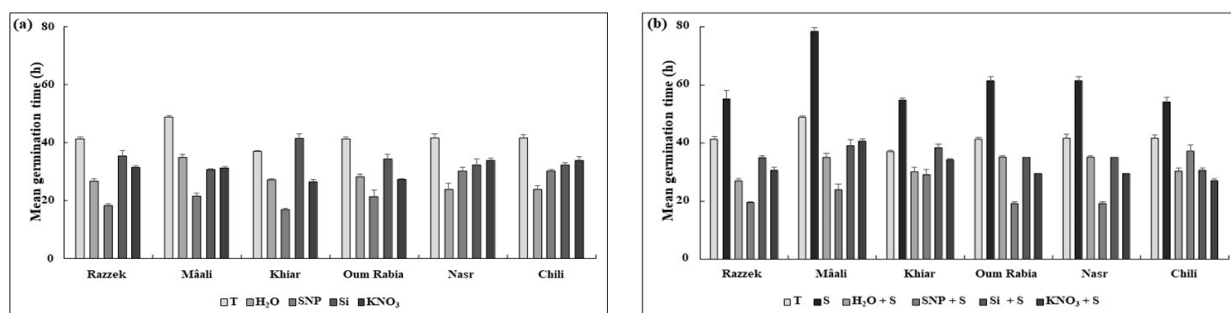 (a)
Mean germination time (h)
80
60
40
20
0
Razzek Mâali Khiar Oum Rabia Nasr Chili
T H₂O SNP Si KNO₃
(b)
Mean germination time (h)
80
60
40
20
0
Razzek Mâali Khiar Oum Rabia Nasr Chili
T S H₂O + S SNP + S Si + S KNO₃ + S